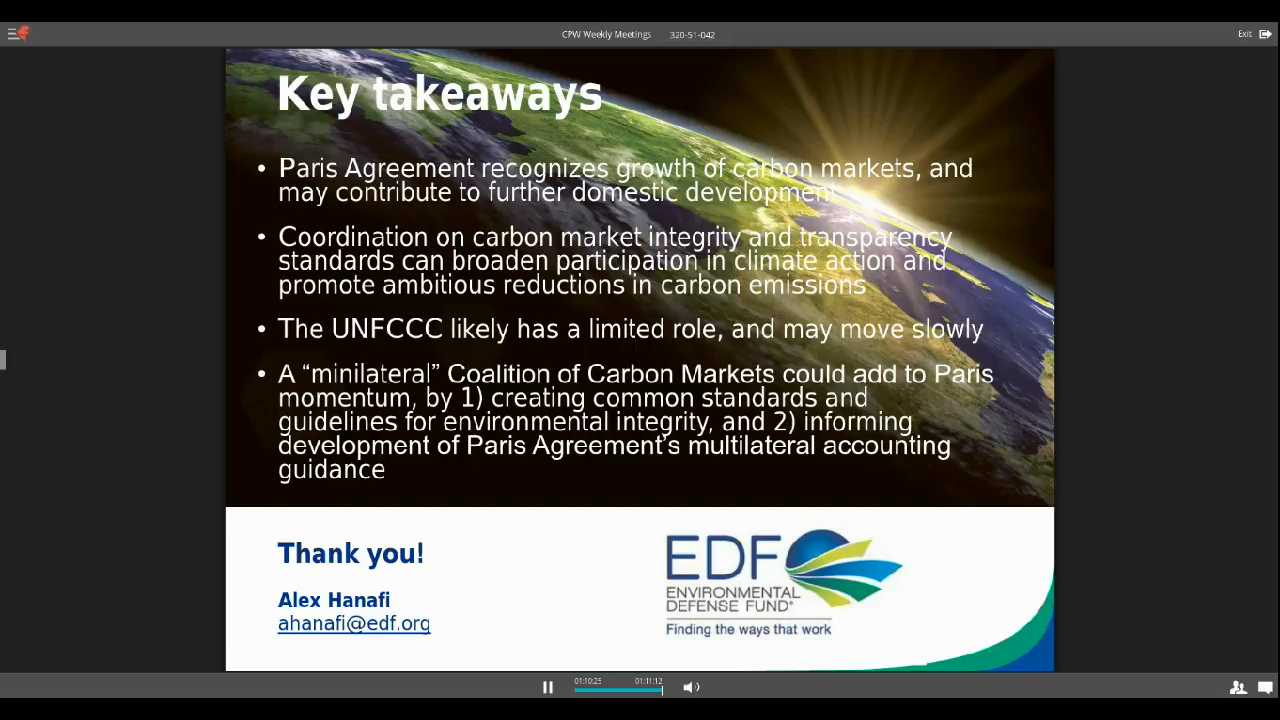 CPW Weekly Meetings 320-51-042
Exit
Key takeaways
• Paris Agreement recognizes growth of carbon markets, and
may contribute to further domestic development
• Coordination on carbon market integrity and transparency
standards can broaden participation in climate action and
promote ambitious reductions in carbon emissions
• The UNFCCC likely has a limited role, and may move slowly
• A “minilateral” Coalition of Carbon Markets could add to Paris
momentum, by 1) creating common standards and
guidelines for environmental integrity, and 2) informing
development of Paris Agreement’s multilateral accounting
guidance
Thank you!
Alex Hanafi
ahanafi@edf.org
EDF
ENVIRONMENTAL
DEFENSE FUND®
Finding the ways that work
01:10:25 01:11:12